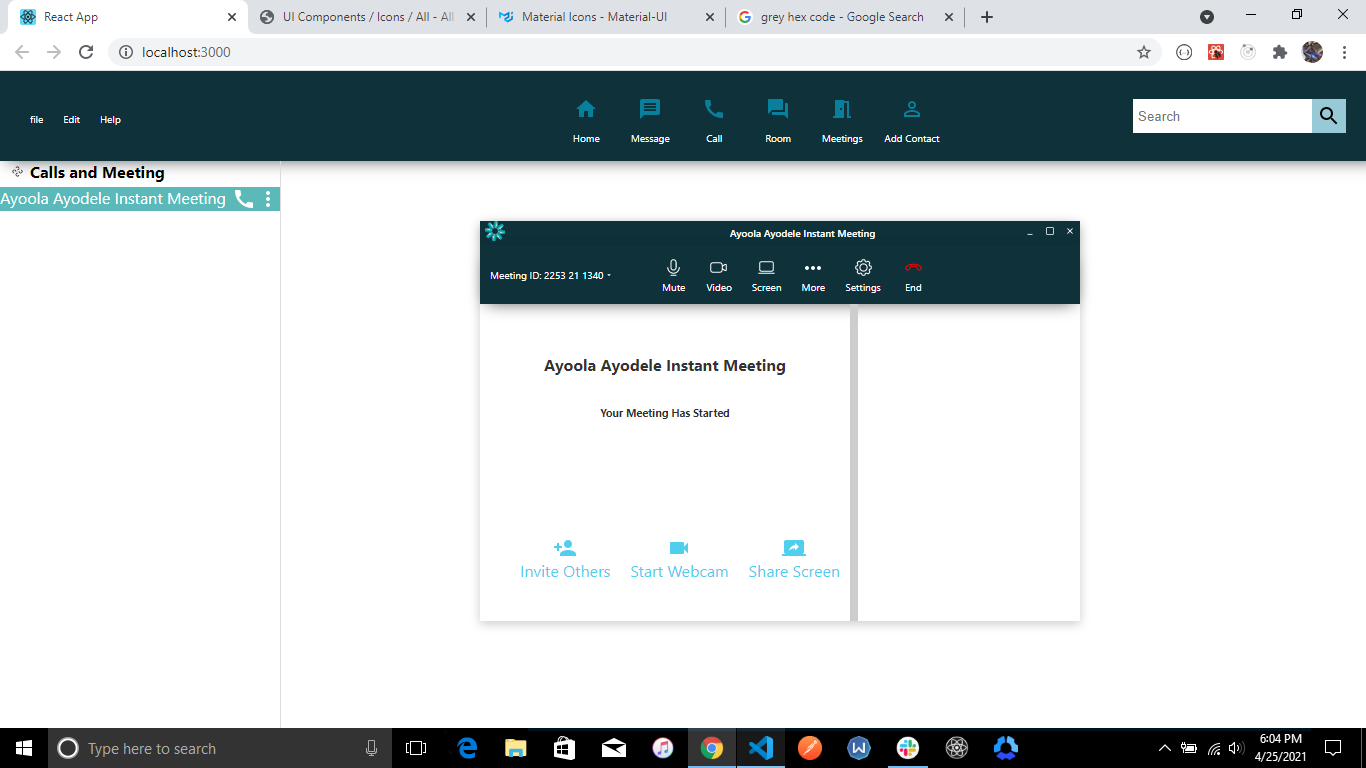 React App
UI Components / Icons / All - All
Material Icons - Material-UI
grey hex code - Google Search
localhost:3000
file Edit Help
Home Message Call Room Meetings Add Contact
Search
Calls and Meeting
Ayoola Ayodele Instant Meeting
Ayoola Ayodele Instant Meeting
Meeting ID: 2253 21 1340
Mute Video Screen More Settings End
Ayoola Ayodele Instant Meeting
Your Meeting Has Started
Invite Others Start Webcam Share Screen
Type here to search
6:04 PM
4/25/2021